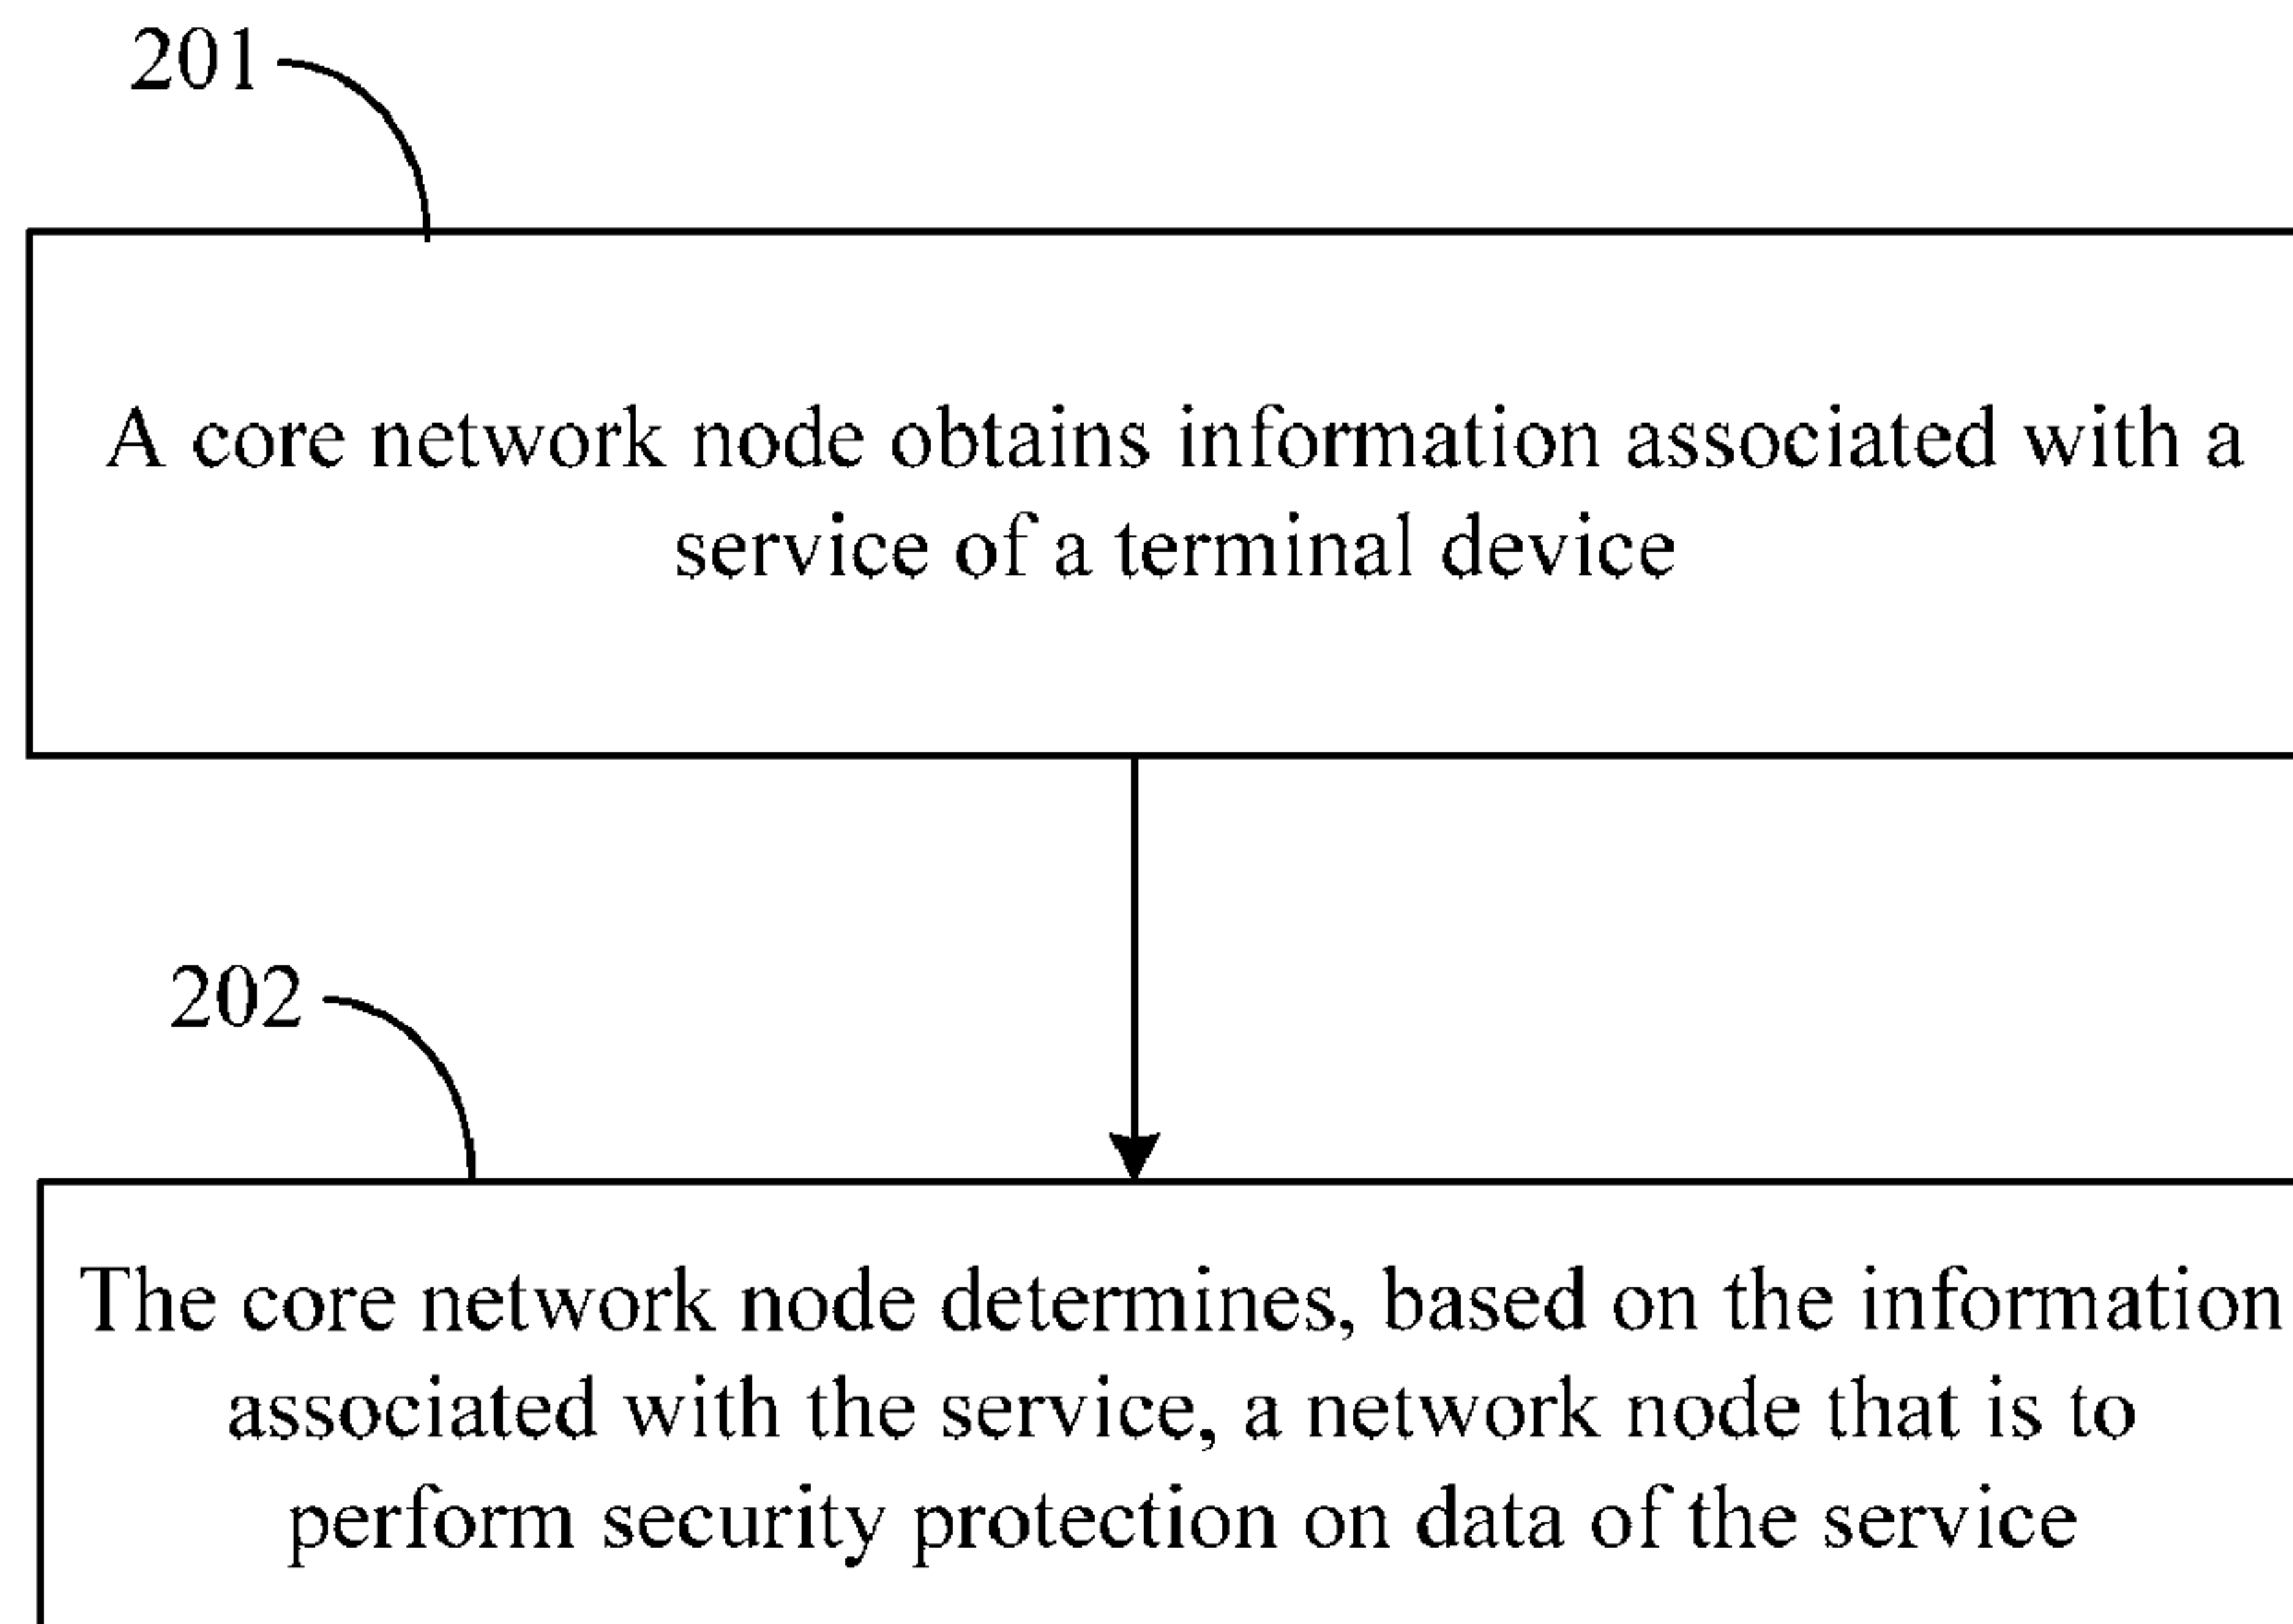 201
A core network node obtains information associated with a
service of a terminal device
202
The core network node determines, based on the information
associated with the service, a network node that is to
perform security protection on data of the service